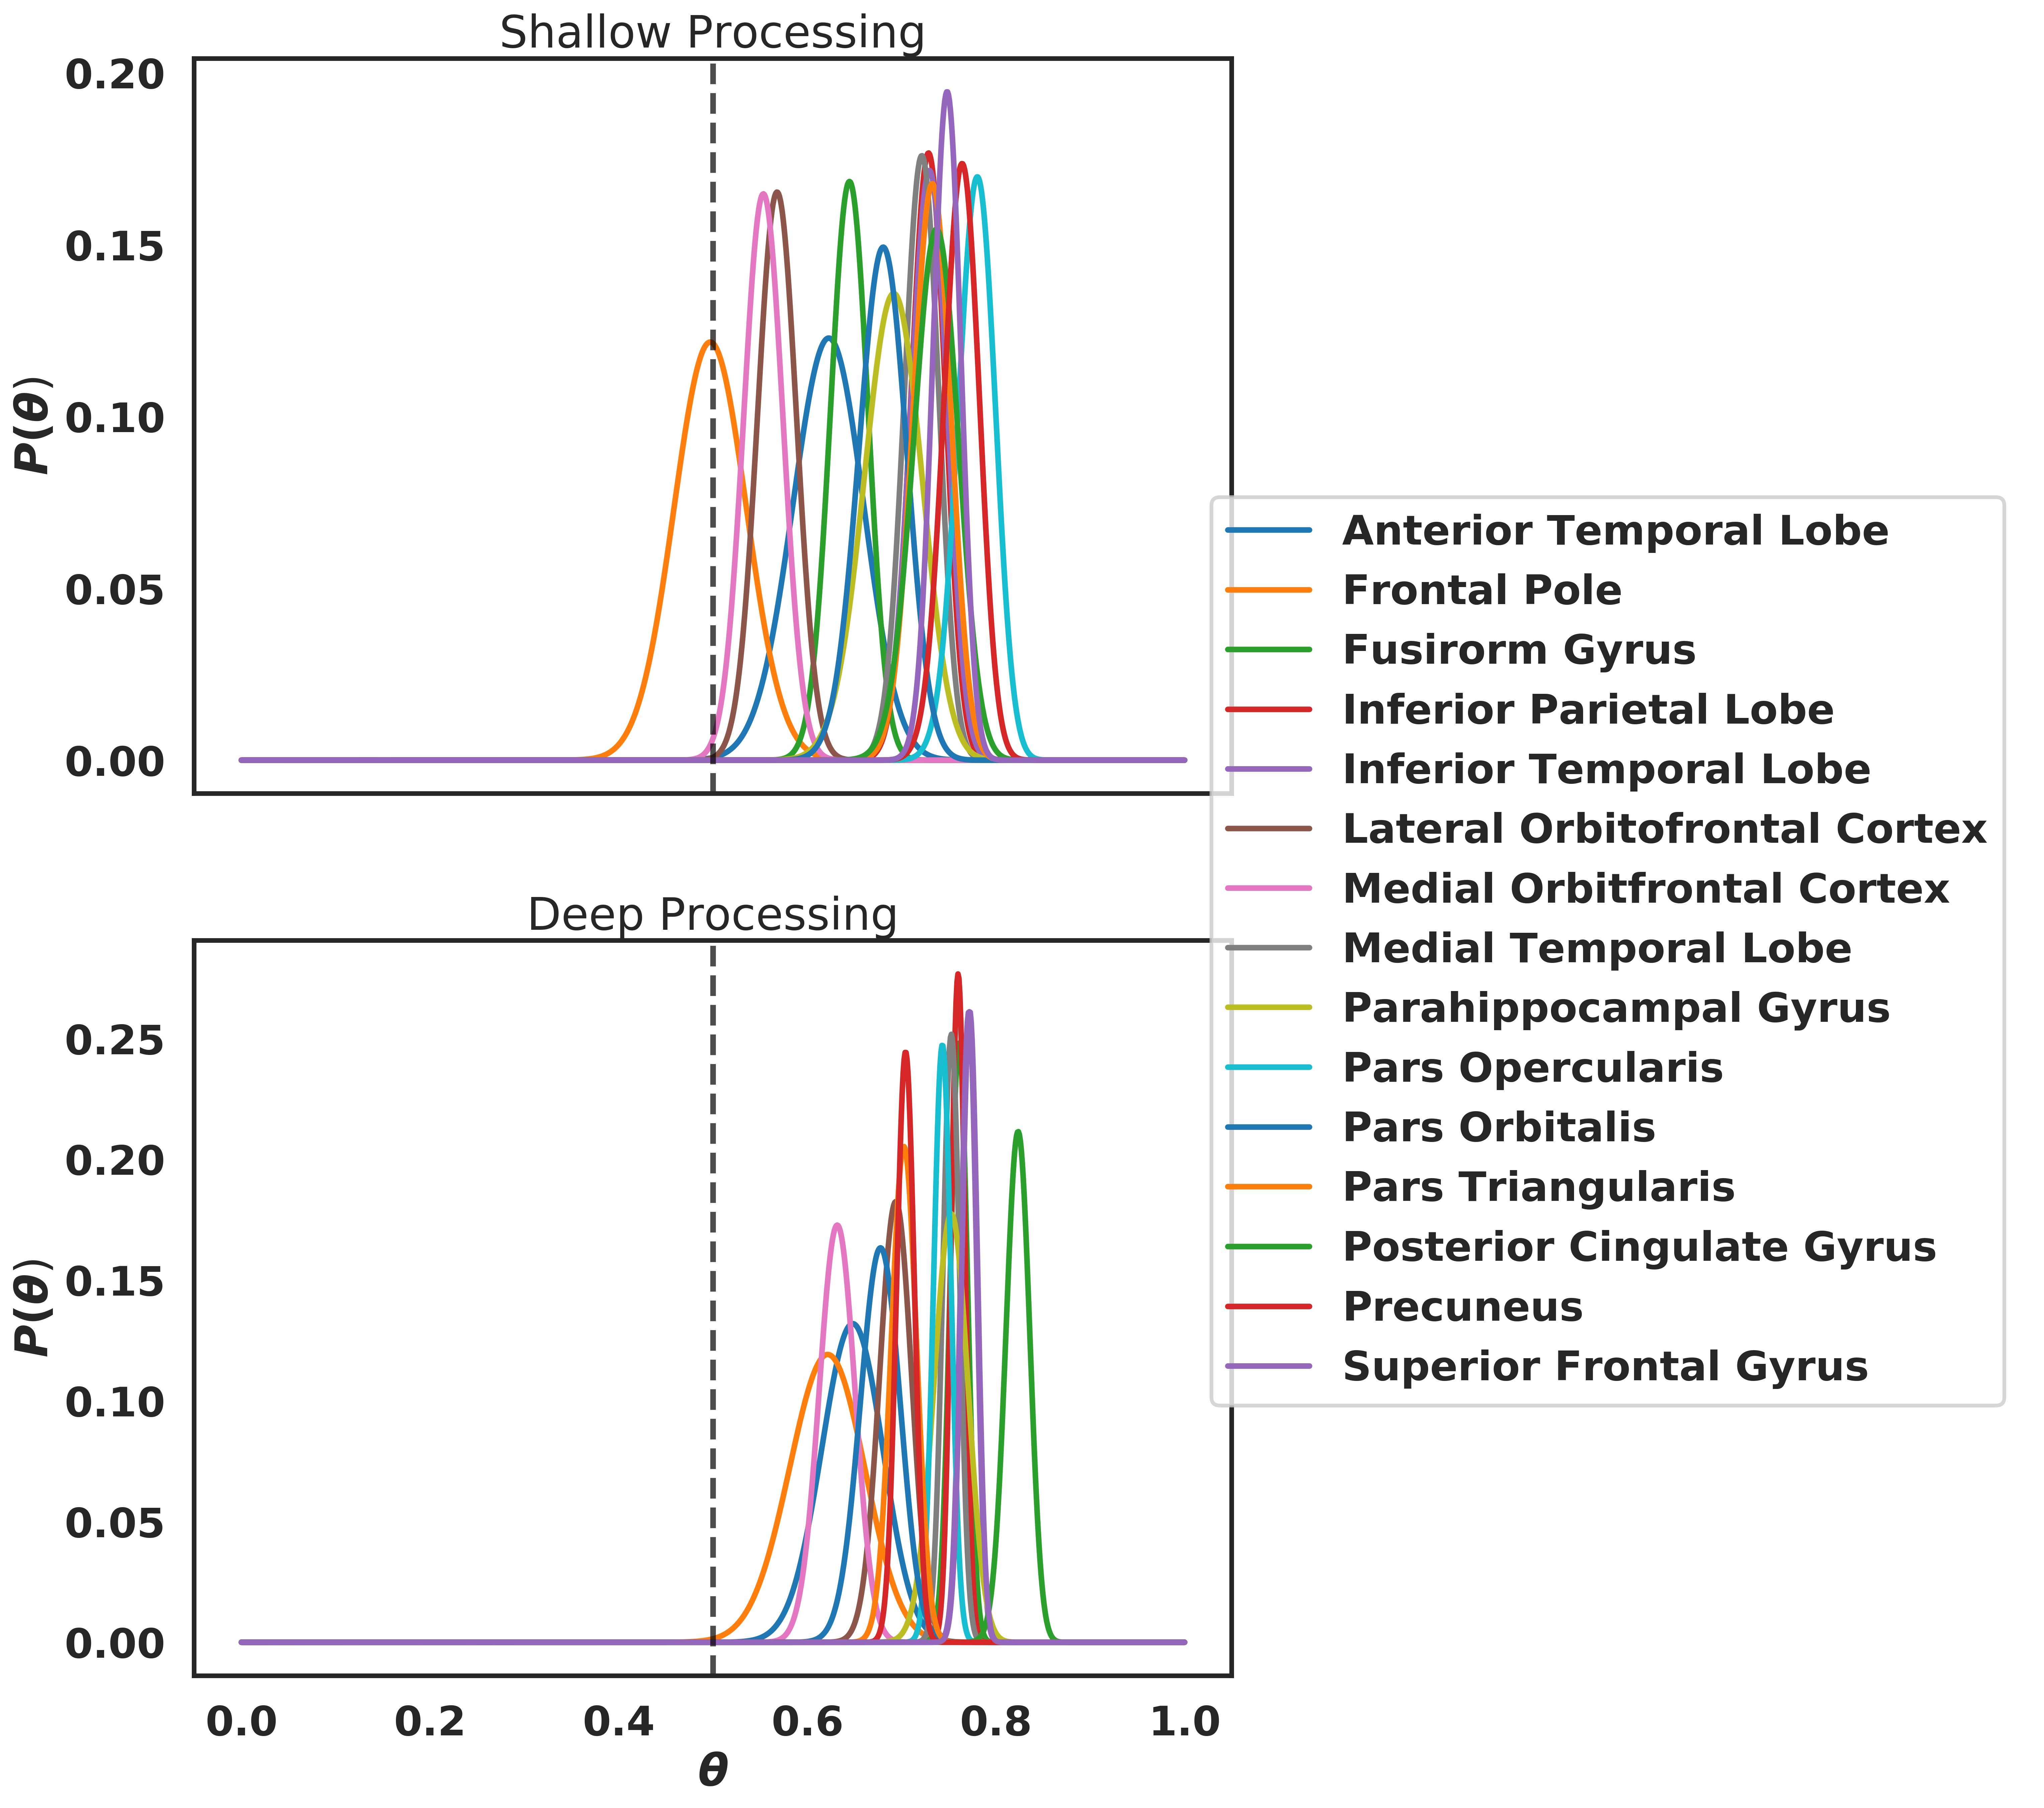 Shallow Processing
0.20
0.15
0.10
0.05
0.00
P(θ)
Anterior Temporal Lobe
Frontal Pole
Fusirorm Gyrus
Inferior Parietal Lobe
Inferior Temporal Lobe
Lateral Orbitofrontal Cortex
Medial Orbitfrontal Cortex
Medial Temporal Lobe
Parahippocampal Gyrus
Pars Opercularis
Pars Orbitalis
Pars Triangularis
Posterior Cingulate Gyrus
Precuneus
Superior Frontal Gyrus
Deep Processing
0.25
0.20
0.15
0.10
0.05
0.00
P(θ)
0.0 0.2 0.4 0.6 0.8 1.0
θ